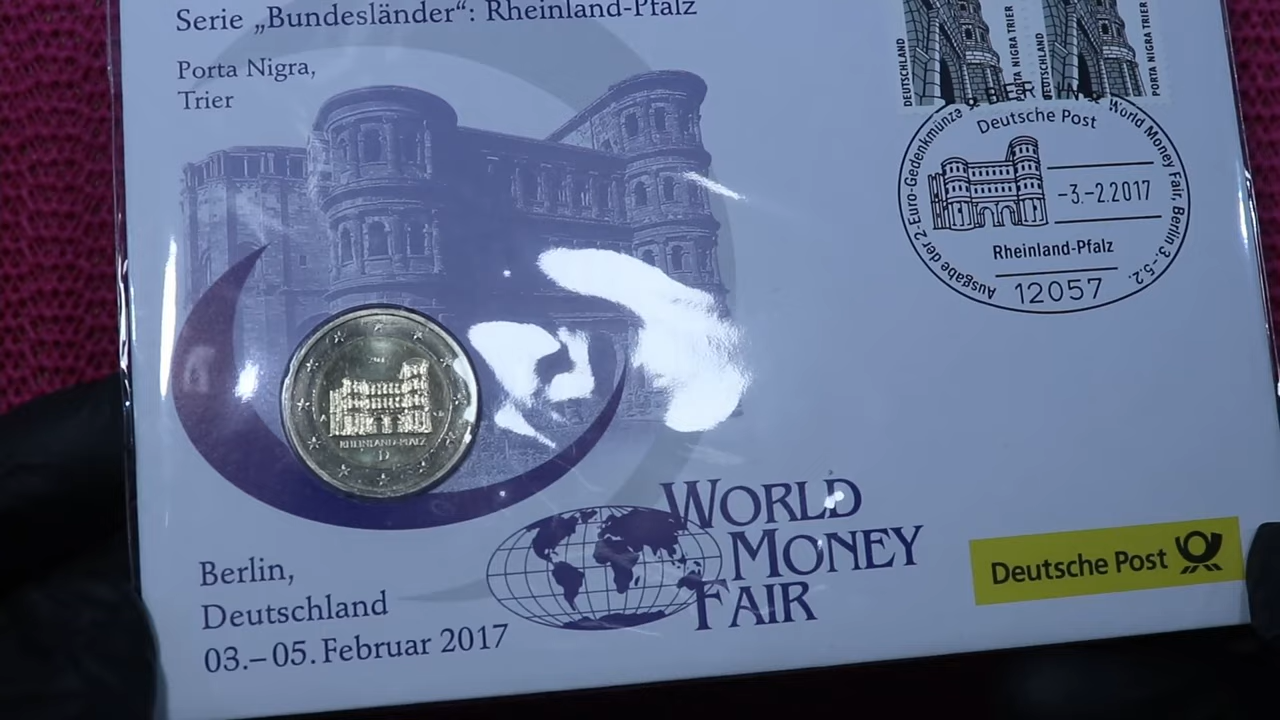 Serie „Bundesländer“: Rheinland-Pfalz
Porta Nigra,
Trier
DEUTSCHLAND
PORTA NIGRA TRIER
DEUTSCHLAND
PORTA NIGRA TRIER
BERLIN
Ausgabe der 2-Euro-Gedenkmünze
World Money Fair, Berlin 3.-5.2.
Deutsche Post
-3.-2.2017
Rheinland-Pfalz
12057
RHEINLAND-PFALZ
D
WORLD
MONEY
FAIR
Deutsche Post
Berlin,
Deutschland
03.–05. Februar 2017